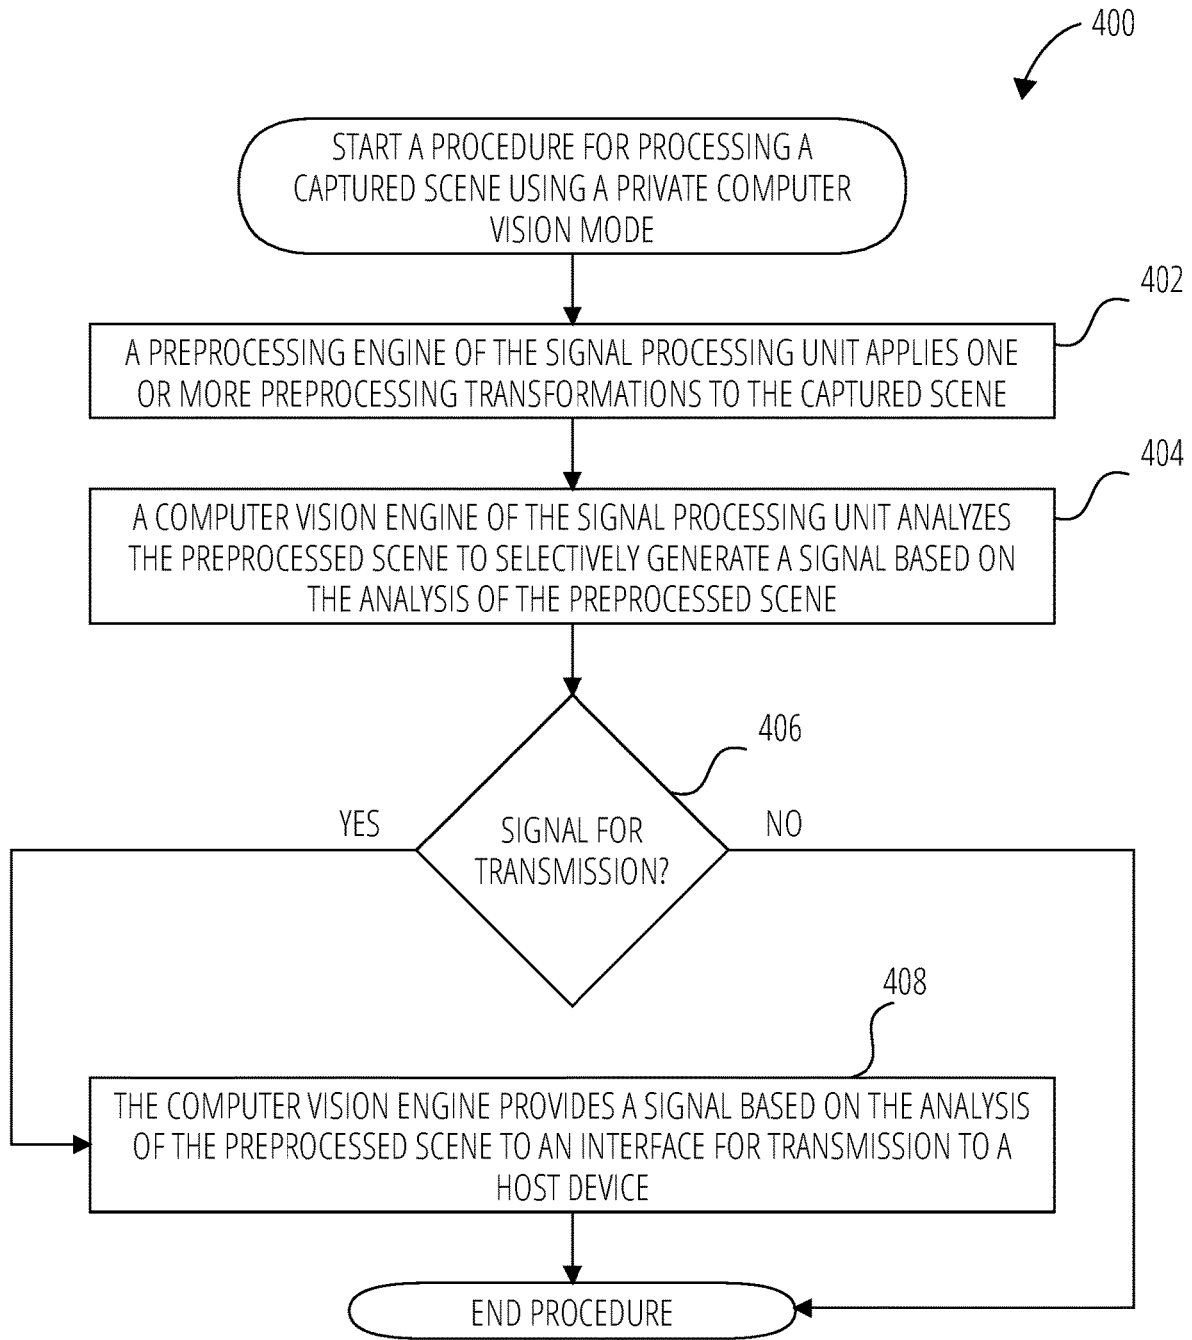 400
START A PROCEDURE FOR PROCESSING A
CAPTURED SCENE USING A PRIVATE COMPUTER
VISION MODE
402
A PREPROCESSING ENGINE OF THE SIGNAL PROCESSING UNIT APPLIES ONE
OR MORE PREPROCESSING TRANSFORMATIONS TO THE CAPTURED SCENE
404
A COMPUTER VISION ENGINE OF THE SIGNAL PROCESSING UNIT ANALYZES
THE PREPROCESSED SCENE TO SELECTIVELY GENERATE A SIGNAL BASED ON
THE ANALYSIS OF THE PREPROCESSED SCENE
406
YES
NO
SIGNAL FOR
TRANSMISSION?
408
THE COMPUTER VISION ENGINE PROVIDES A SIGNAL BASED ON THE ANALYSIS
OF THE PREPROCESSED SCENE TO AN INTERFACE FOR TRANSMISSION TO A
HOST DEVICE
END PROCEDURE